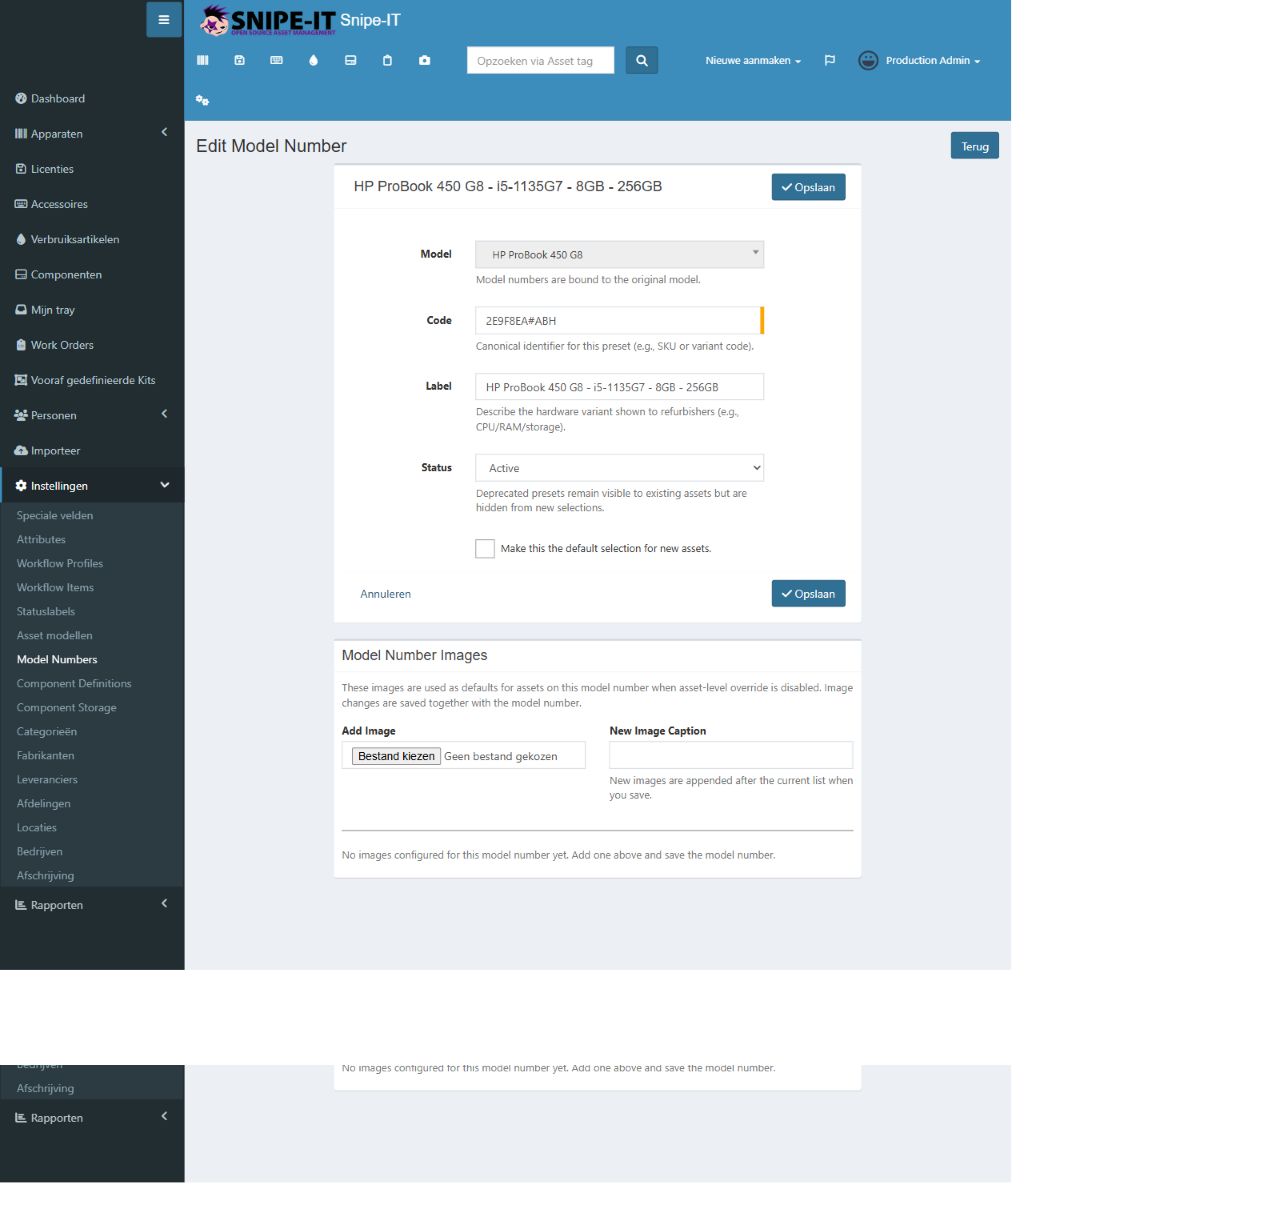 SNIPE-IT Snipe-IT
OPEN SOURCE ASSET MANAGEMENT
Opzoeken via Asset tag
Nieuwe aanmaken
Production Admin
Dashboard
Apparaten
Licenties
Accessoires
Verbruiksartikelen
Componenten
Mijn tray
Work Orders
Vooraf gedefinieerde Kits
Personen
Importeer
Instellingen
Speciale velden
Attributes
Workflow Profiles
Workflow Items
Statuslabels
Asset modellen
Model Numbers
Component Definitions
Component Storage
Categorieën
Fabrikanten
Leveranciers
Afdelingen
Locaties
Bedrijven
Afschrijving
Rapporten
Edit Model Number
Terug
HP ProBook 450 G8 - i5-1135G7 - 8GB - 256GB
Opslaan
Model
HP ProBook 450 G8
Model numbers are bound to the original model.
Code
2E9F8EA#ABH
Canonical identifier for this preset (e.g., SKU or variant code).
Label
HP ProBook 450 G8 - i5-1135G7 - 8GB - 256GB
Describe the hardware variant shown to refurbishers (e.g.,
CPU/RAM/storage).
Status
Active
Deprecated presets remain visible to existing assets but are
hidden from new selections.
Make this the default selection for new assets.
Annuleren
Opslaan
Model Number Images
These images are used as defaults for assets on this model number when asset-level override is disabled. Image
changes are saved together with the model number.
Add Image
Bestand kiezen Geen bestand gekozen
New Image Caption
New images are appended after the current list when
you save.
No images configured for this model number yet. Add one above and save the model number.
Bedrijven
Afschrijving
Rapporten
No images configured for this model number yet. Add one above and save the model number.